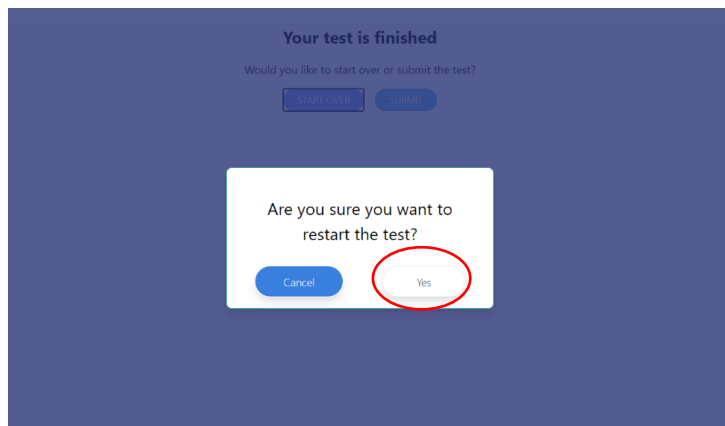 Your test is finished
Would you like to start over or submit the test?
START OVER SUBMIT
Are you sure you want to
restart the test?
Cancel Yes